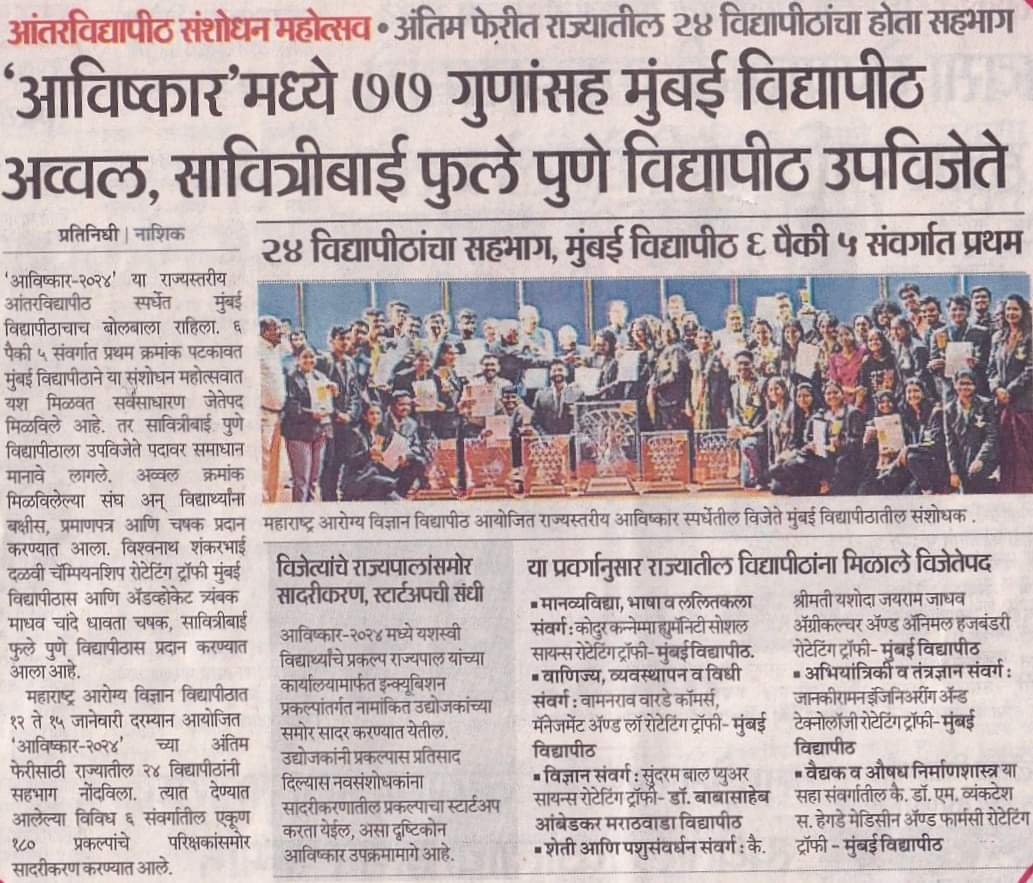 आंतरविद्यापीठ संशोधन महोत्सव • अंतिम फेरीत राज्यातील २४ विद्यापीठांचा होता सहभाग
‘आविष्कार’मध्ये ७७ गुणांसह मुंबई विद्यापीठ
अव्वल, सावित्रीबाई फुले पुणे विद्यापीठ उपविजेते
प्रतिनिधी | नाशिक
‘आविष्कार-२०२४’ या राज्यस्तरीय
आंतरविद्यापीठ स्पर्धेत मुंबई
विद्यापीठाचाच बोलबाला राहिला. ६
पैकी ५ संवर्गात प्रथम क्रमांक पटकावत
मुंबई विद्यापीठाने या संशोधन महोत्सवात
यश मिळवत सर्वसाधारण जेतेपद
मिळविले आहे. तर सावित्रीबाई पुणे
विद्यापीठाला उपविजेते पदावर समाधान
मानावे लागले. अव्वल क्रमांक
मिळविलेल्या संघ अन् विद्यार्थ्यांना
बक्षीस, प्रमाणपत्र आणि चषक प्रदान
करण्यात आला. विश्वनाथ शंकरभाई
दळवी चॅम्पियनशिप रोटेटिंग ट्रॉफी मुंबई
विद्यापीठास आणि ॲडव्होकेट त्र्यंबक
माधव चांदे धावता चषक, सावित्रीबाई
फुले पुणे विद्यापीठास प्रदान करण्यात
आला आहे.
महाराष्ट्र आरोग्य विज्ञान विद्यापीठात
१२ ते १५ जानेवारी दरम्यान आयोजित
‘आविष्कार-२०२४’ च्या अंतिम
फेरीसाठी राज्यातील २४ विद्यापीठांनी
सहभाग नोंदविला. त्यात देण्यात
आलेल्या विविध ६ संवर्गातील एकूण
१८० प्रकल्पांचे परिक्षकांसमोर
सादरीकरण करण्यात आले.
२४ विद्यापीठांचा सहभाग, मुंबई विद्यापीठ ६ पैकी ५ संवर्गात प्रथम
महाराष्ट्र आरोग्य विज्ञान विद्यापीठ आयोजित राज्यस्तरीय आविष्कार स्पर्धेतील विजेते मुंबई विद्यापीठातील संशोधक .
विजेत्यांचे राज्यपालांसमोर
सादरीकरण, स्टार्टअपची संधी
आविष्कार-२०२४ मध्ये यशस्वी
विद्यार्थ्यांचे प्रकल्प राज्यपाल यांच्या
कार्यालयामार्फत इन्क्यूबिशन
प्रकल्पांतर्गत नामांकित उद्योजकांच्या
समोर सादर करण्यात येतील.
उद्योजकांनी प्रकल्पास प्रतिसाद
दिल्यास नवसंशोधकांना
सादरीकरणातील प्रकल्पाचा स्टार्टअप
करता येईल, असा दृष्टिकोन
आविष्कार उपक्रमामागे आहे.
या प्रवर्गानुसार राज्यातील विद्यापीठांना मिळाले विजेतेपद
▪ मानव्यविद्या, भाषा व ललितकला
संवर्ग : कोदुर कन्नेम्मा ह्युमॅनिटी सोशल
सायन्स रोटेटिंग ट्रॉफी- मुंबई विद्यापीठ.
▪ वाणिज्य, व्यवस्थापन व विधी
संवर्ग : वामनराव वारडे कॉमर्स,
मॅनेजमेंट अॅण्ड लॉ रोटेटिंग ट्रॉफी- मुंबई
विद्यापीठ
▪ विज्ञान संवर्ग : सुंदरम बाल प्युअर
सायन्स रोटेटिंग ट्रॉफी- डॉ. बाबासाहेब
आंबेडकर मराठवाडा विद्यापीठ
▪ शेती आणि पशुसंवर्धन संवर्ग : कै.
श्रीमती यशोदा जयराम जाधव
अॅग्रीकल्चर अॅण्ड अॅनिमल हजबंडरी
रोटेटिंग ट्रॉफी- मुंबई विद्यापीठ
▪ अभियांत्रिकी व तंत्रज्ञान संवर्ग :
जानकीरामन इंजिनिअरींग अॅन्ड
टेक्नोलॉजी रोटेटिंग ट्रॉफी- मुंबई
विद्यापीठ
▪ वैद्यक व औषध निर्माणशास्त्र या
सहा संवर्गातील कै. डॉ. एम. व्यंकटेश
स. हेगडे मेडिसीन अॅण्ड फार्मसी रोटेटिंग
ट्रॉफी - मुंबई विद्यापीठ